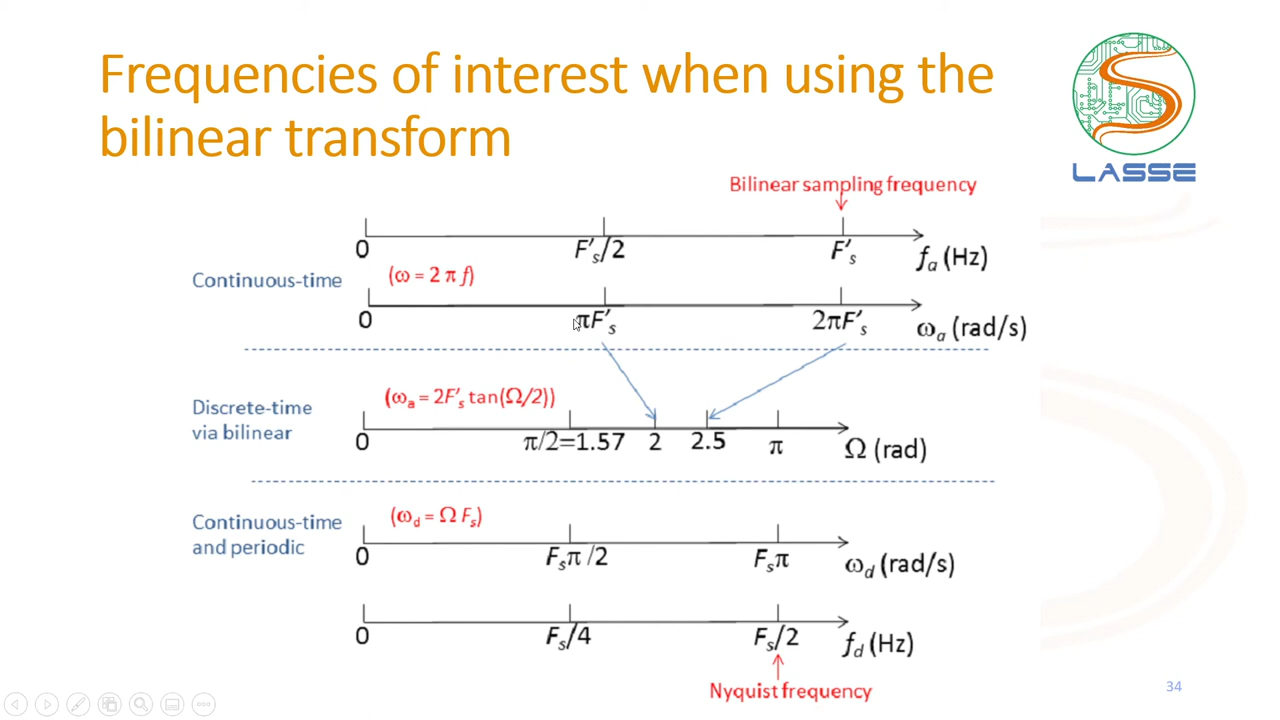 Frequencies of interest when using the
bilinear transform
LASSE
Bilinear sampling frequency
0
F's/2
F's
fa (Hz)
Continuous-time
(ω = 2 π f)
0
πF's
2πF's
ωa (rad/s)
Discrete-time
via bilinear
(ωa = 2F's tan(Ω/2))
0
π/2=1.57
2
2.5
π
Ω (rad)
Continuous-time
and periodic
(ωd = Ω Fs)
0
Fsπ /2
Fsπ
ωd (rad/s)
0
Fs/4
Fs/2
fd (Hz)
Nyquist frequency
34